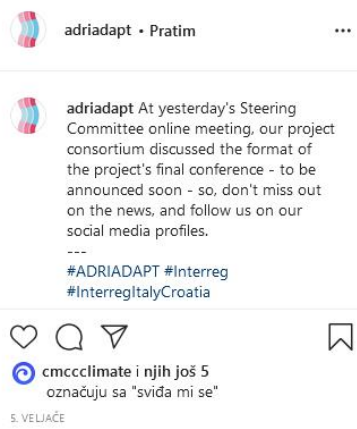 adriadapt • Pratim
adriadapt At yesterday's Steering
Committee online meeting, our project
consortium discussed the format of
the project's final conference - to be
announced soon - so, don't miss out
on the news, and follow us on our
social media profiles.
---
#ADRIADAPT #Interreg
#InterregItalyCroatia
cmccclimate i njih još 5
označuju sa "sviđa mi se"
5. VELJAČE